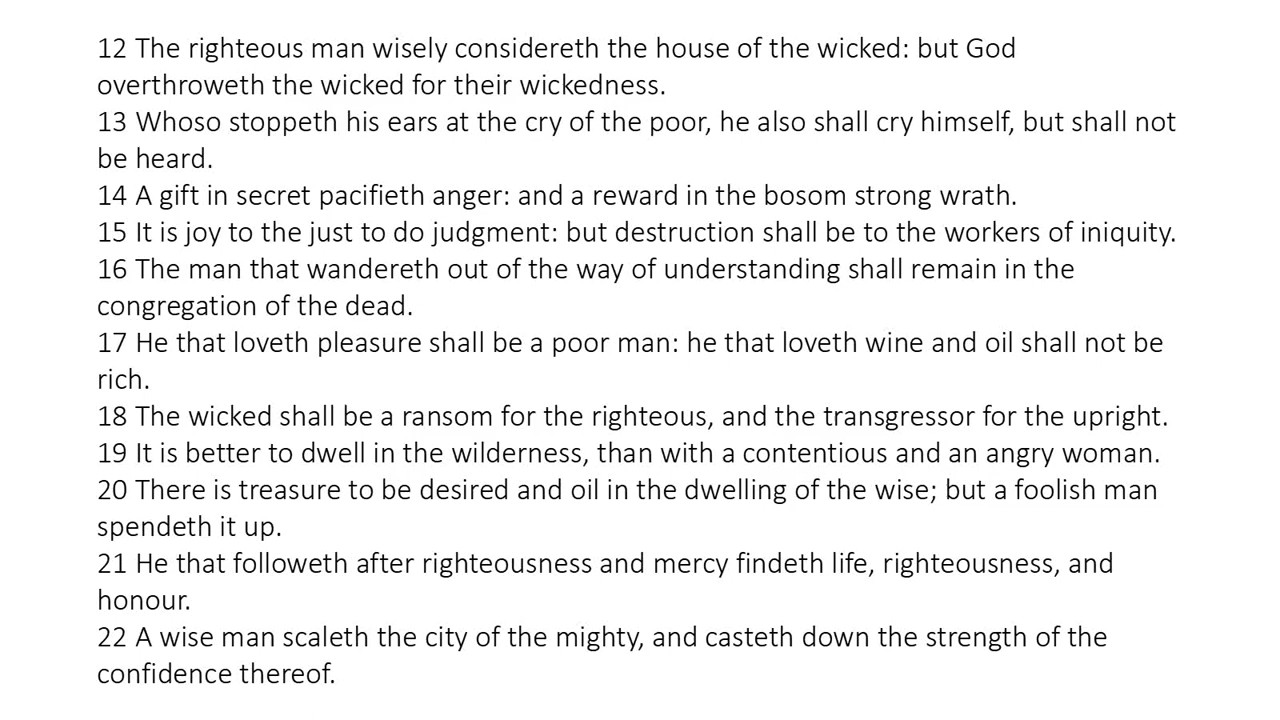 12 The righteous man wisely considereth the house of the wicked: but God
overthroweth the wicked for their wickedness.
13 Whoso stoppeth his ears at the cry of the poor, he also shall cry himself, but shall not
be heard.
14 A gift in secret pacifieth anger: and a reward in the bosom strong wrath.
15 It is joy to the just to do judgment: but destruction shall be to the workers of iniquity.
16 The man that wandereth out of the way of understanding shall remain in the
congregation of the dead.
17 He that loveth pleasure shall be a poor man: he that loveth wine and oil shall not be
rich.
18 The wicked shall be a ransom for the righteous, and the transgressor for the upright.
19 It is better to dwell in the wilderness, than with a contentious and an angry woman.
20 There is treasure to be desired and oil in the dwelling of the wise; but a foolish man
spendeth it up.
21 He that followeth after righteousness and mercy findeth life, righteousness, and
honour.
22 A wise man scaleth the city of the mighty, and casteth down the strength of the
confidence thereof.